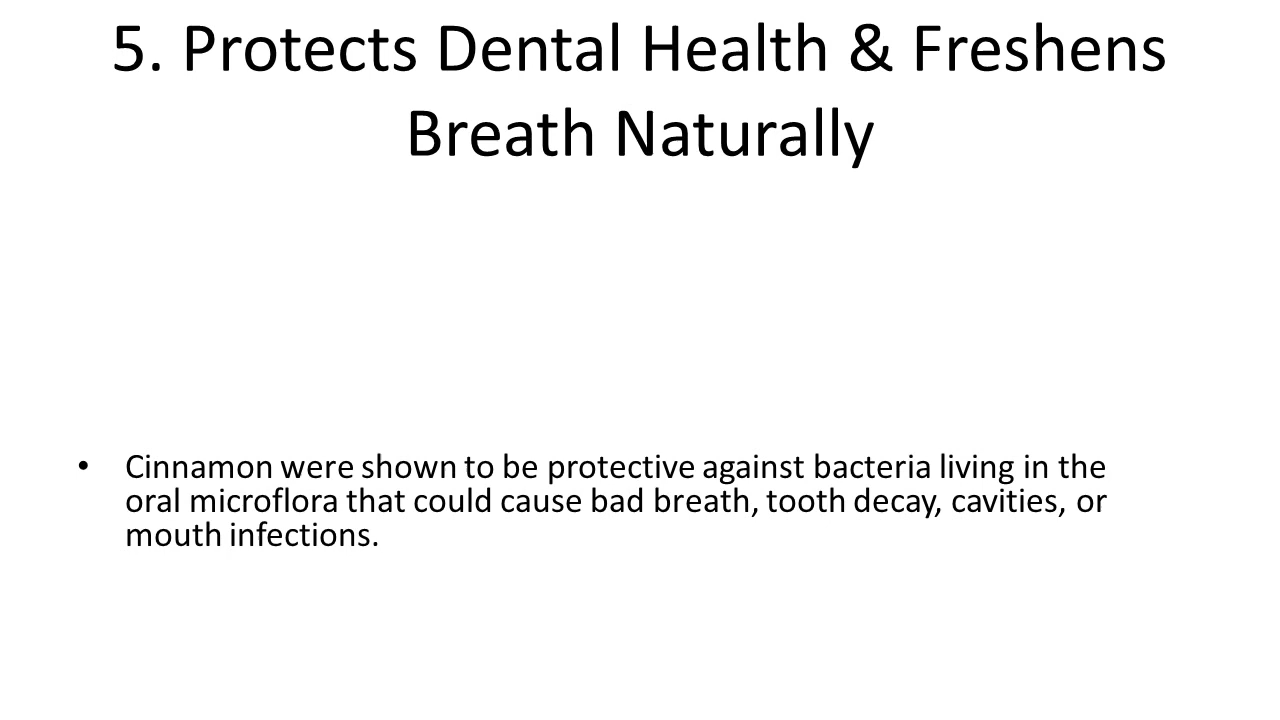 5. Protects Dental Health & Freshens
Breath Naturally
• Cinnamon were shown to be protective against bacteria living in the
oral microflora that could cause bad breath, tooth decay, cavities, or
mouth infections.